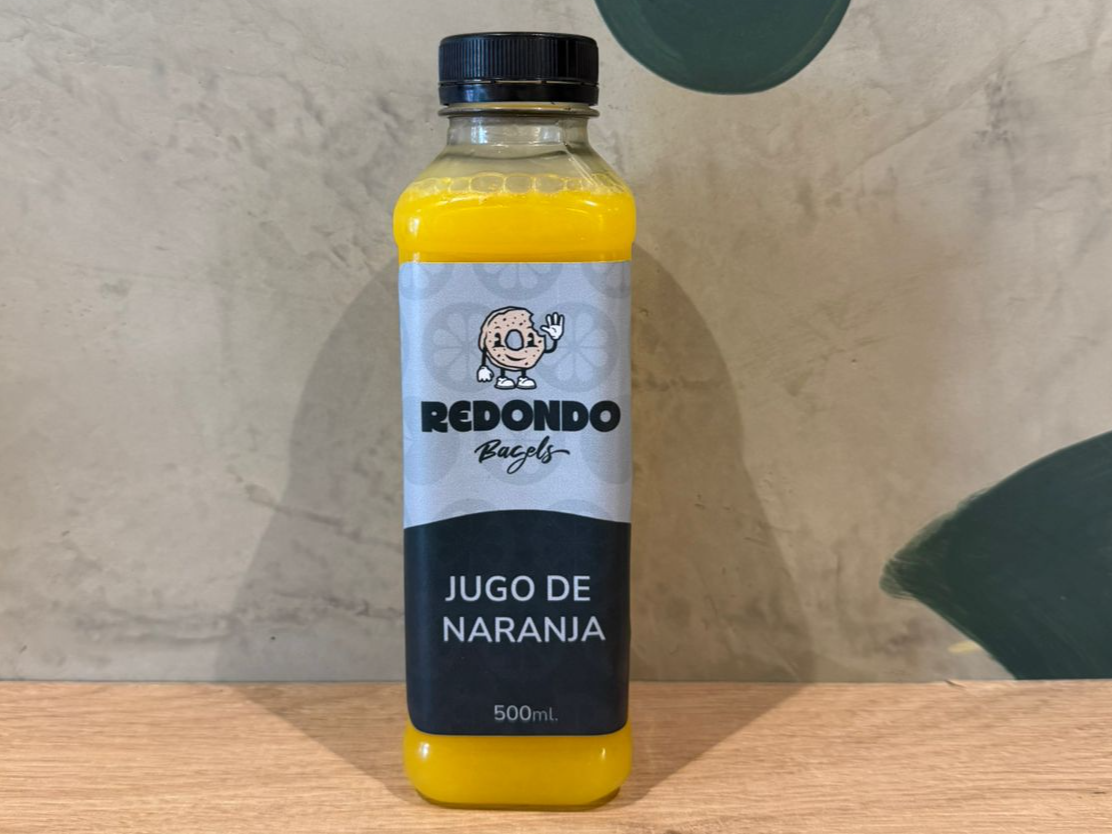 REDONDO
Bagels
JUGO DE
NARANJA
500ml.